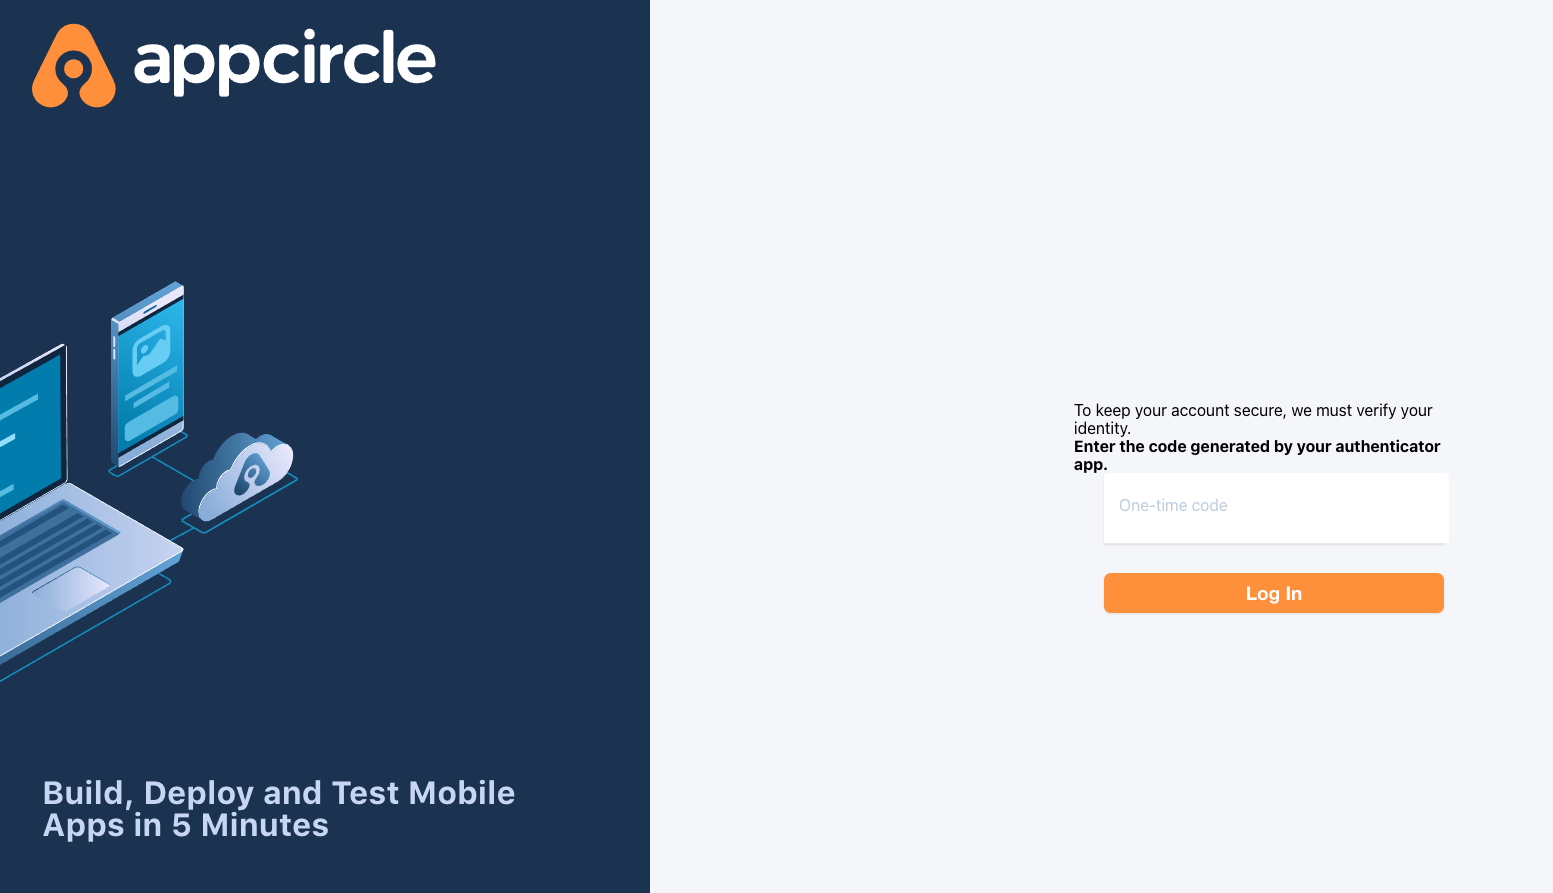 appcircle
Build, Deploy and Test Mobile
Apps in 5 Minutes
To keep your account secure, we must verify your
identity.
Enter the code generated by your authenticator
app.
One-time code
Log In